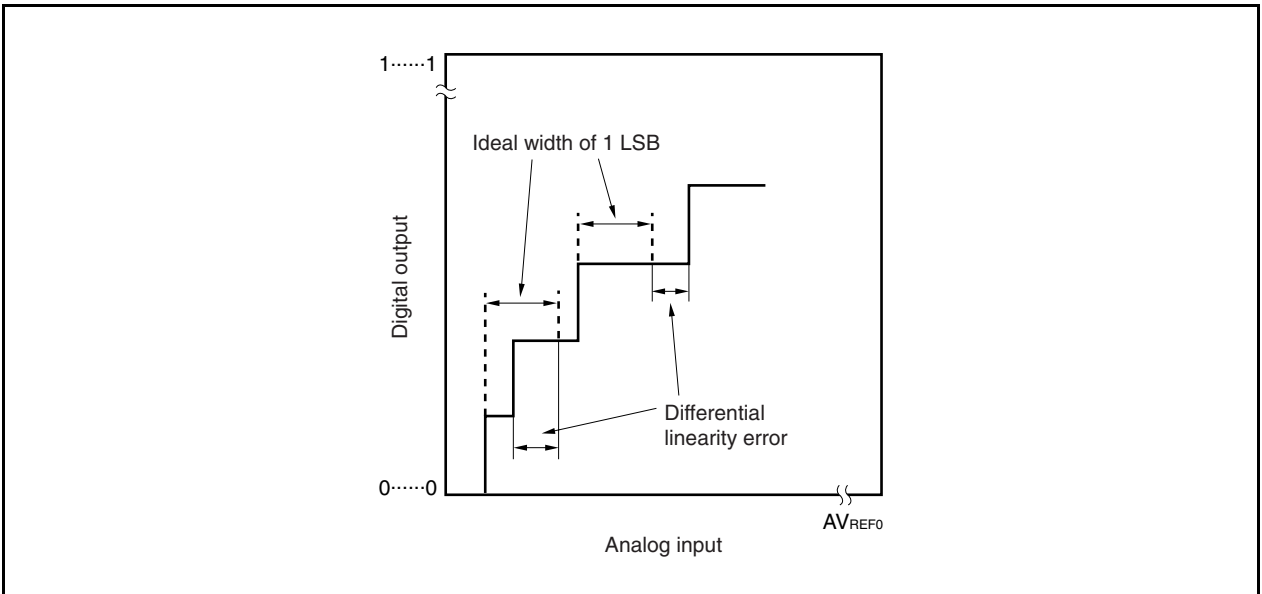 1······1
Ideal width of 1 LSB
Digital output
Differential
linearity error
0······0
AVREF0
Analog input